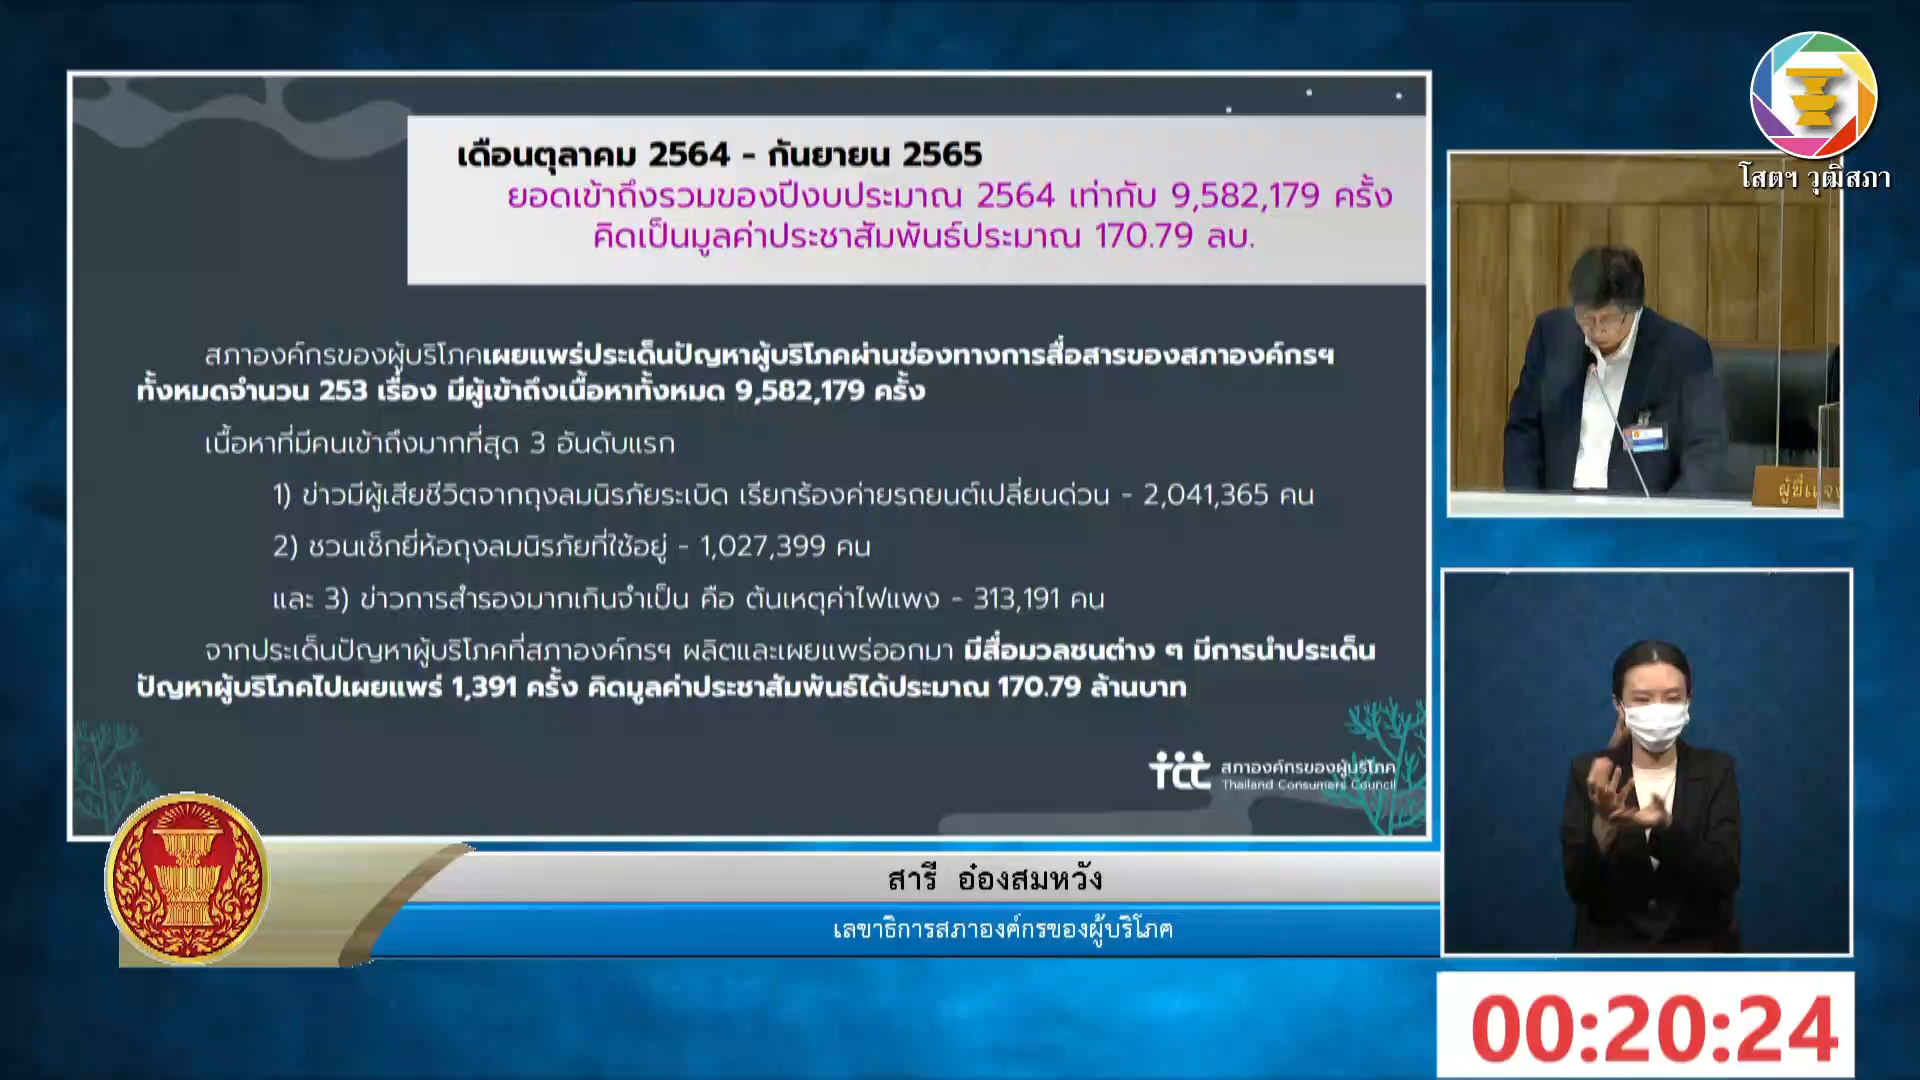 โสตฯ วุฒิสภา
เดือนตุลาคม 2564 - กันยายน 2565
ยอดเข้าถึงรวมของปีงบประมาณ 2564 เท่ากับ 9,582,179 ครั้ง
คิดเป็นมูลค่าประชาสัมพันธ์ประมาณ 170.79 ลบ.
สภาองค์กรของผู้บริโภคเผยแพร่ประเด็นปัญหาผู้บริโภคผ่านช่องทางการสื่อสารของสภาองค์กรฯ
ทั้งหมดจำนวน 253 เรื่อง มีผู้เข้าถึงเนื้อหาทั้งหมด 9,582,179 ครั้ง
เนื้อหาที่มีคนเข้าถึงมากที่สุด 3 อันดับแรก
1) ข่าวมีผู้เสียชีวิตจากถุงลมนิรภัยระเบิด เรียกร้องค่ายรถยนต์เปลี่ยนด่วน - 2,041,365 คน
2) ชวนเช็กยี่ห้อถุงลมนิรภัยที่ใช้อยู่ - 1,027,399 คน
และ 3) ข่าวการสำรองมากเกินจำเป็น คือ ต้นเหตุค่าไฟแพง - 313,191 คน
จากประเด็นปัญหาผู้บริโภคที่สภาองค์กรฯ ผลิตและเผยแพร่ออกมา มีสื่อมวลชนต่าง ๆ มีการนำประเด็น
ปัญหาผู้บริโภคไปเผยแพร่ 1,391 ครั้ง คิดมูลค่าประชาสัมพันธ์ได้ประมาณ 170.79 ล้านบาท
TCC สภาองค์กรของผู้บริโภค
Thailand Consumers Council
สารี อ๋องสมหวัง
เลขาธิการสภาองค์กรของผู้บริโภค
00:20:24